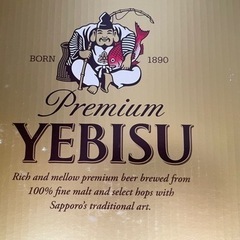 BORN 1890
Premium
YEBISU
Rich and mellow premium beer brewed from
100% fine malt and select hops with
Sapporo's traditional art.